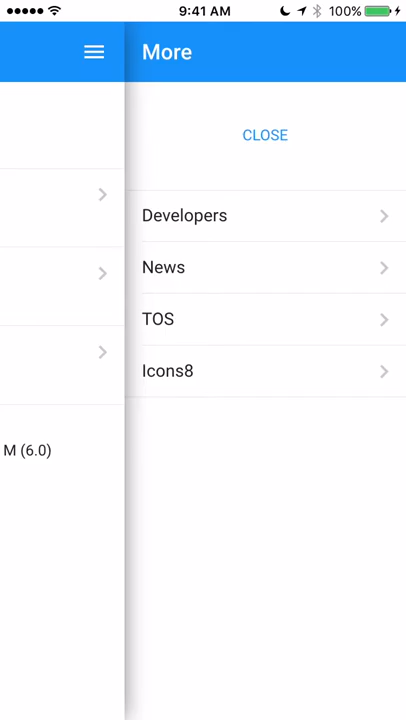 9:41 AM 100%
More
CLOSE
Developers
News
TOS
Icons8
M (6.0)